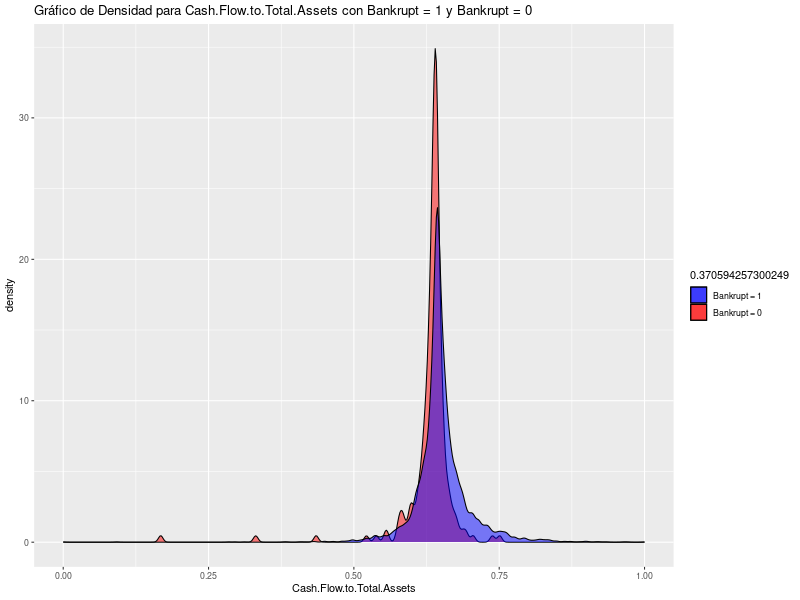 Gráfico de Densidad para Cash.Flow.to.Total.Assets con Bankrupt = 1 y Bankrupt = 0
density
30
20
10
0
0.00
0.25
0.50
0.75
1.00
Cash.Flow.to.Total.Assets
0.370594257300249
Bankrupt = 1
Bankrupt = 0